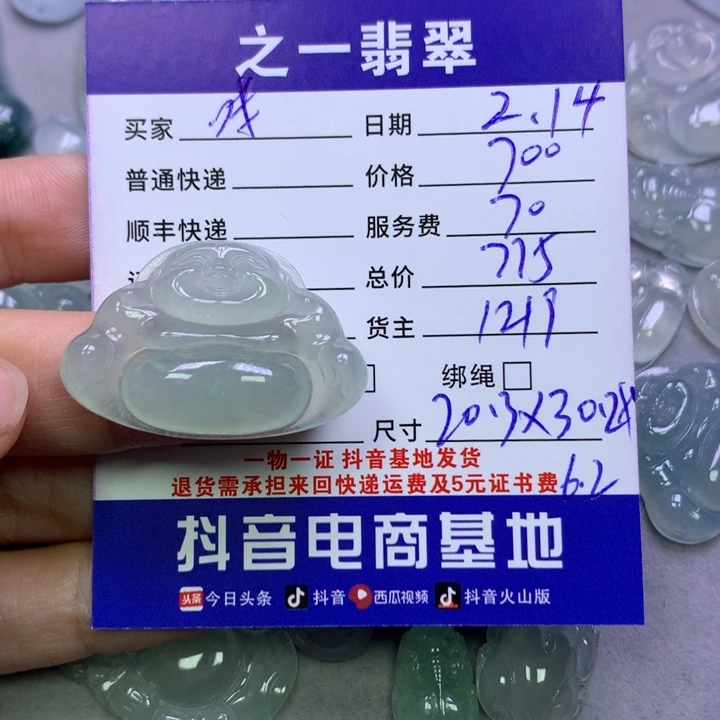 之一翡翠
买家 日期 2.14
普通快递 价格 700
顺丰快递 服务费 70
总价 775
货主 1219
绑绳
尺寸 20.3×30.28
一物一证 抖音基地发货
退货需承担来回快递运费及5元证书费 6.2
抖音电商基地
头条 今日头条 抖音 西瓜视频 抖音火山版